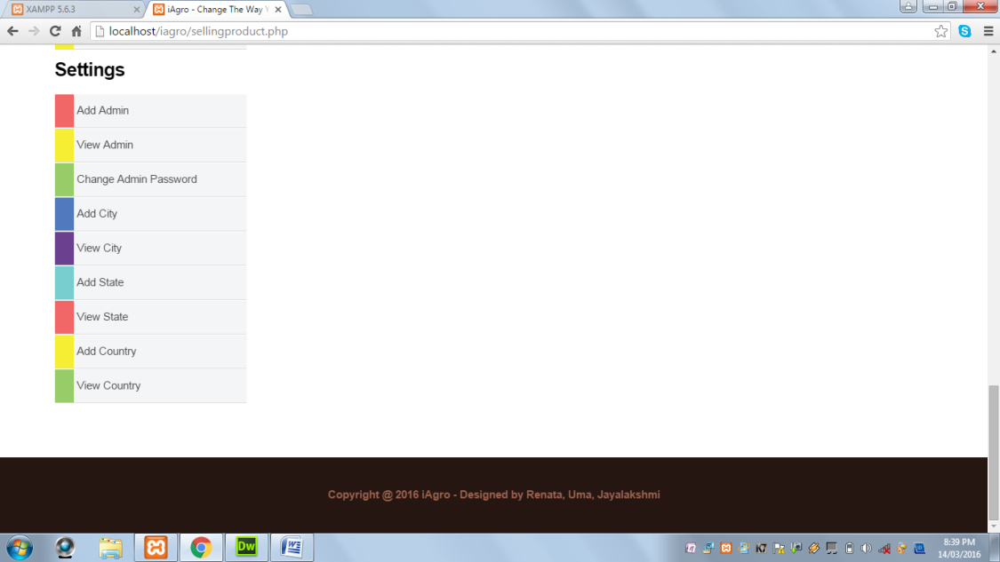 XAMPP 5.6.3
iAgro - Change The Way Y
localhost/iagro/sellingproduct.php
Settings
Add Admin
View Admin
Change Admin Password
Add City
View City
Add State
View State
Add Country
View Country
Copyright @ 2016 iAgro - Designed by Renata, Uma, Jayalakshmi
Dw
W
K7
8:39 PM
14/03/2016